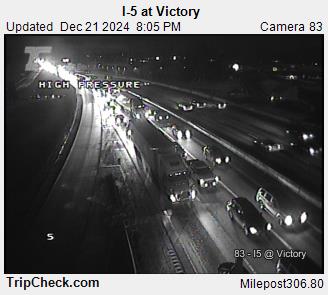 I-5 at Victory
Updated Dec 21 2024 8:05 PM Camera 83
HIGH PRESSURE
S
83 - I5 @ Victory
TripCheck.com Milepost306.80